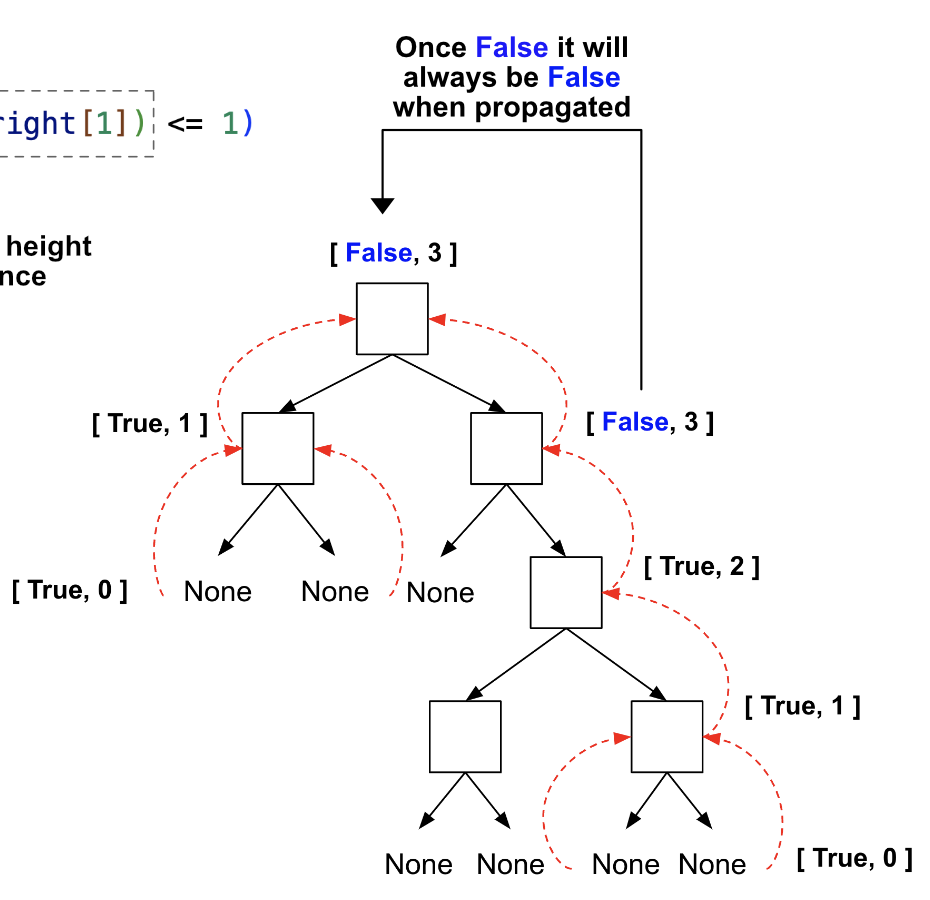 Once False it will
always be False
when propagated
right[1]) <= 1)
height
nce
[ False, 3 ]
[ True, 1 ]
[ False, 3 ]
[ True, 2 ]
[ True, 0 ]
None
None
None
[ True, 1 ]
None
None
None
None
[ True, 0 ]